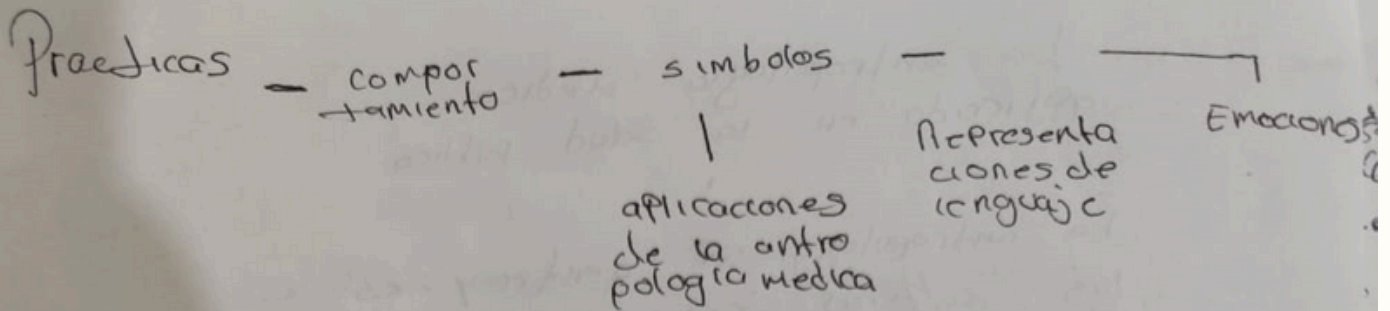 Practicas - compor - simbolos -
tamiento
Representa
ciones de
lenguaje
Emociones
aplicaciones
de la antro
pologia medica